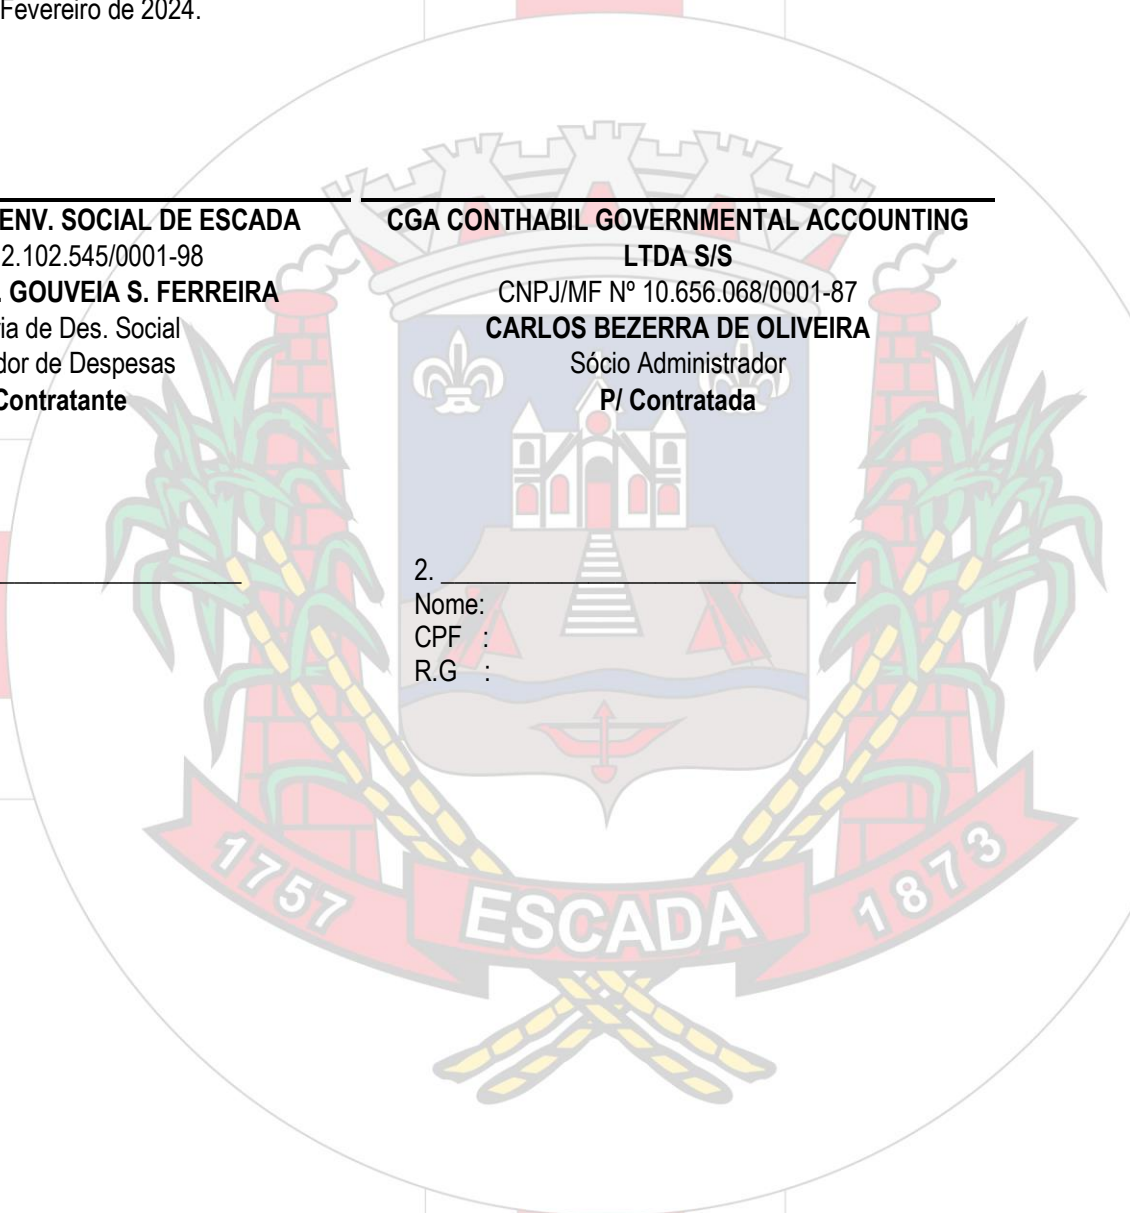 Fevereiro de 2024.
ENV. SOCIAL DE ESCADA
2.102.545/0001-98
. GOUVEIA S. FERREIRA
ia de Des. Social
dor de Despesas
Contratante
CGA CONTHABIL GOVERNMENTAL ACCOUNTING
LTDA S/S
CNPJ/MF Nº 10.656.068/0001-87
CARLOS BEZERRA DE OLIVEIRA
Sócio Administrador
P/ Contratada
2. ______________________________
Nome:
CPF :
R.G :
1757
ESCADA
1873